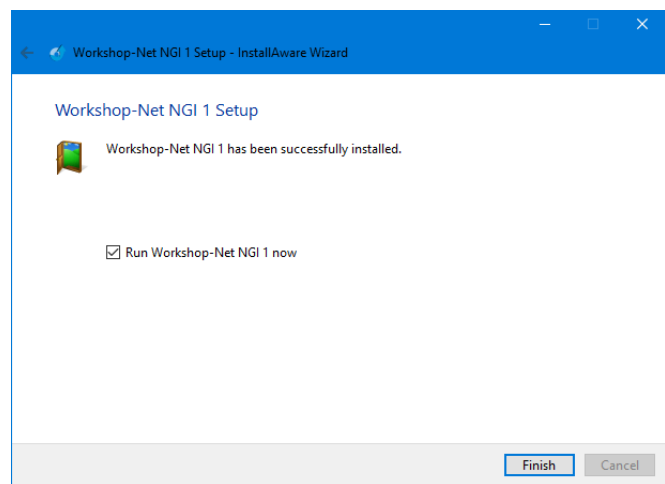 Workshop-Net NGI 1 Setup - InstallAware Wizard
Workshop-Net NGI 1 Setup
Workshop-Net NGI 1 has been successfully installed.
Run Workshop-Net NGI 1 now
Finish Cancel